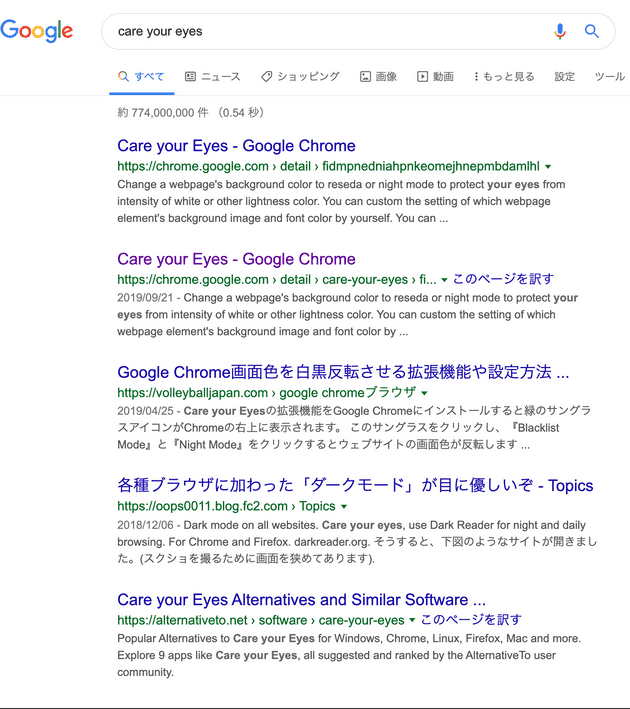 Google
care your eyes
すべて ニュース ショッピング 画像 動画 もっと見る 設定 ツール
約 774,000,000 件 （0.54 秒）
Care your Eyes - Google Chrome
https://chrome.google.com › detail › fidmpnedniahpnkeomejhnepmbdamlhl
Change a webpage's background color to reseda or night mode to protect your eyes from
intensity of white or other lightness color. You can custom the setting of which webpage
element's background image and font color by yourself. You can ...
Care your Eyes - Google Chrome
https://chrome.google.com › detail › care-your-eyes › fi... このページを訳す
2019/09/21 - Change a webpage's background color to reseda or night mode to protect your
eyes from intensity of white or other lightness color. You can custom the setting of which
webpage element's background image and font color by ...
Google Chrome画面色を白黒反転させる拡張機能や設定方法 ...
https://volleyballjapan.com › google chromeブラウザ
2019/04/25 - Care your Eyesの拡張機能をGoogle Chromeにインストールすると緑のサングラ
スアイコンがChromeの右上に表示されます。 このサングラスをクリックし、『Blacklist
Mode』と『Night Mode』をクリックするとウェブサイトの画面色が反転します ...
各種ブラウザに加わった「ダークモード」が目に優しいぞ - Topics
https://oops0011.blog.fc2.com › Topics
2018/12/06 - Dark mode on all websites. Care your eyes, use Dark Reader for night and daily
browsing. For Chrome and Firefox. darkreader.org. そうすると、下図のようなサイトが開きまし
た。(スクショを撮るために画面を狭めてあります).
Care your Eyes Alternatives and Similar Software ...
https://alternativeto.net › software › care-your-eyes このページを訳す
Popular Alternatives to Care your Eyes for Windows, Chrome, Linux, Firefox, Mac and more.
Explore 9 apps like Care your Eyes, all suggested and ranked by the AlternativeTo user
community.